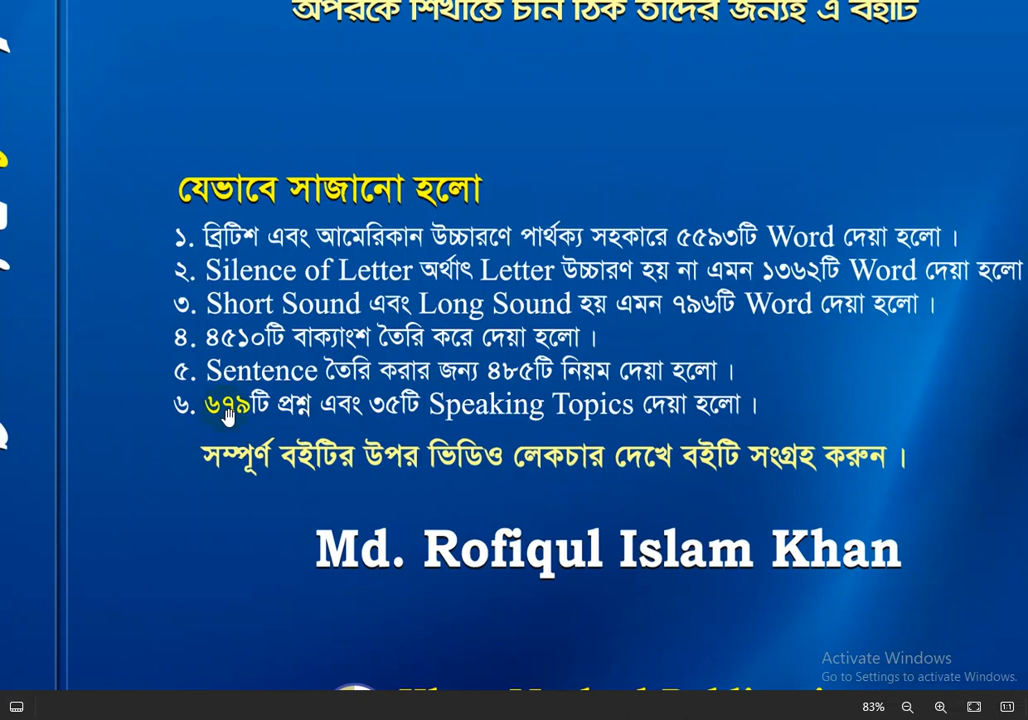 অপরকে শিখাতে চান ঠিক তাদের জন্যই এ বইটি
যেভাবে সাজানো হলো
১. ব্রিটিশ এবং আমেরিকান উচ্চারণে পার্থক্য সহকারে ৫৫৯৩টি Word দেয়া হলো ।
২. Silence of Letter অর্থাৎ Letter উচ্চারণ হয় না এমন ১৩৬২টি Word দেয়া হলো
৩. Short Sound এবং Long Sound হয় এমন ৭৯৬টি Word দেয়া হলো ।
৪. ৪৫১০টি বাক্যাংশ তৈরি করে দেয়া হলো ।
৫. Sentence তৈরি করার জন্য ৪৮৫টি নিয়ম দেয়া হলো ।
৬. ৬৭৯টি প্রশ্ন এবং ৩৫টি Speaking Topics দেয়া হলো ।
সম্পূর্ণ বইটির উপর ভিডিও লেকচার দেখে বইটি সংগ্রহ করুন ।
Md. Rofiqul Islam Khan
Activate Windows
Go to Settings to activate Windows.
83%
1:1